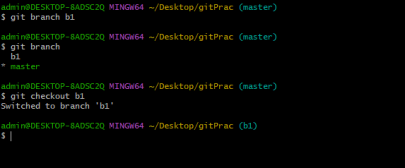 admin@DESKTOP-8ADSC2Q MINGW64 ~/Desktop/gitPrac (master)
$ git branch b1
admin@DESKTOP-8ADSC2Q MINGW64 ~/Desktop/gitPrac (master)
$ git branch
b1
* master
admin@DESKTOP-8ADSC2Q MINGW64 ~/Desktop/gitPrac (master)
$ git checkout b1
Switched to branch 'b1'
admin@DESKTOP-8ADSC2Q MINGW64 ~/Desktop/gitPrac (b1)
$